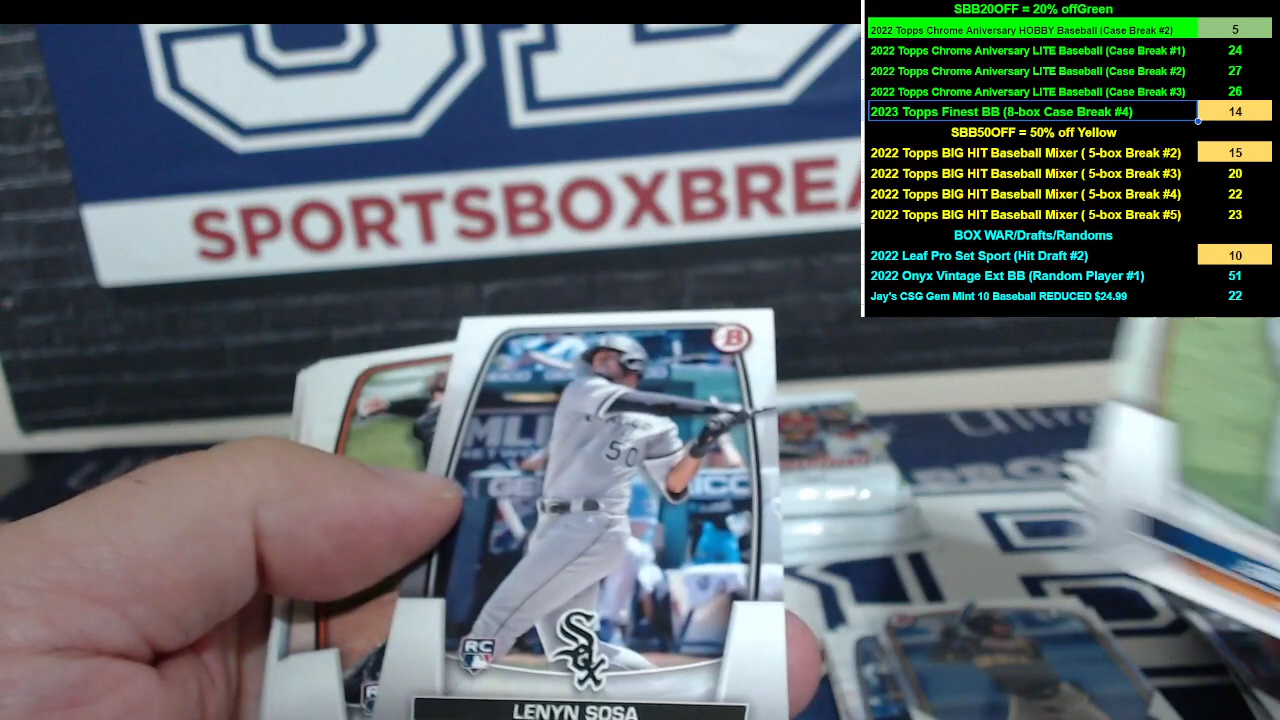 SBB20OFF = 20% offGreen
2022 Topps Chrome Aniversary HOBBY Baseball (Case Break #2) 5
2022 Topps Chrome Aniversary LITE Baseball (Case Break #1) 24
2022 Topps Chrome Aniversary LITE Baseball (Case Break #2) 27
2022 Topps Chrome Aniversary LITE Baseball (Case Break #3) 26
2023 Topps Finest BB (8-box Case Break #4) 14
SBB50OFF = 50% off Yellow
2022 Topps BIG HIT Baseball Mixer ( 5-box Break #2) 15
2022 Topps BIG HIT Baseball Mixer ( 5-box Break #3) 20
2022 Topps BIG HIT Baseball Mixer ( 5-box Break #4) 22
2022 Topps BIG HIT Baseball Mixer ( 5-box Break #5) 23
BOX WAR/Drafts/Randoms
2022 Leaf Pro Set Sport (Hit Draft #2) 10
2022 Onyx Vintage Ext BB (Random Player #1) 51
Jay's CSG Gem Mint 10 Baseball REDUCED $24.99 22
SPORTSBOXBREA
B
50
RC
Sox
LENYN SOSA